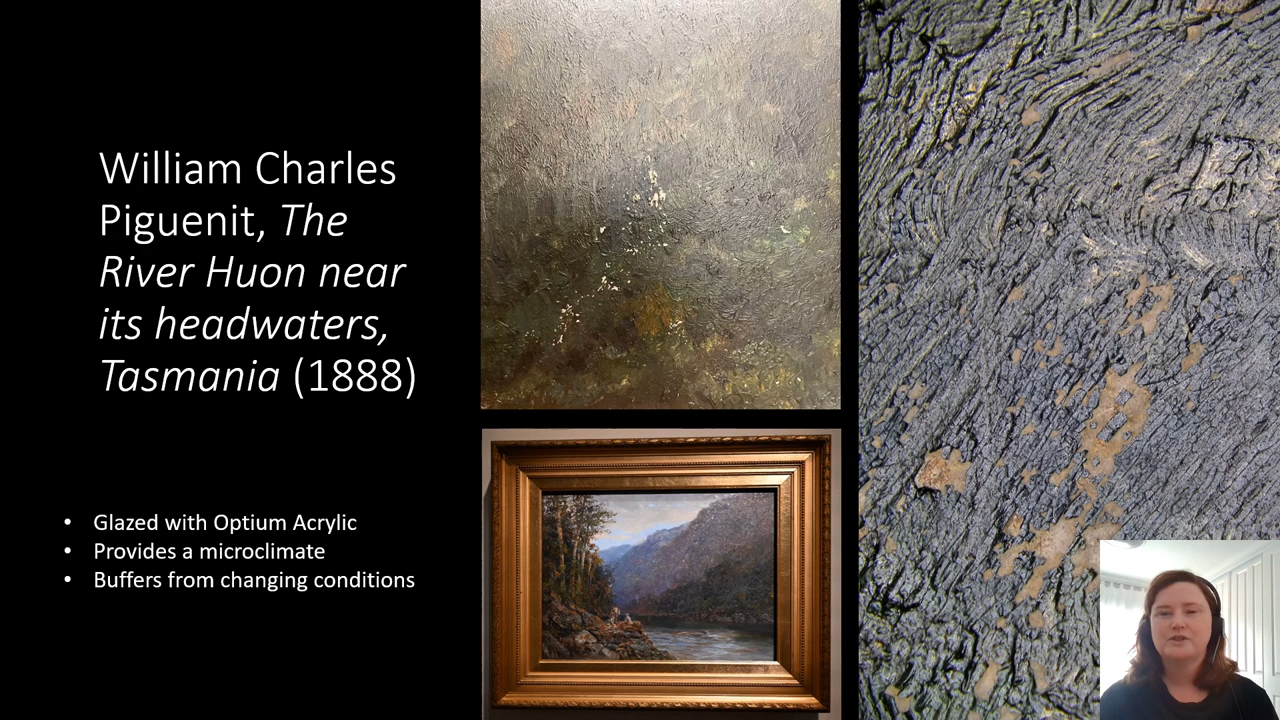 William Charles
Piguenit, The
River Huon near
its headwaters,
Tasmania (1888)
• Glazed with Optium Acrylic
• Provides a microclimate
• Buffers from changing conditions